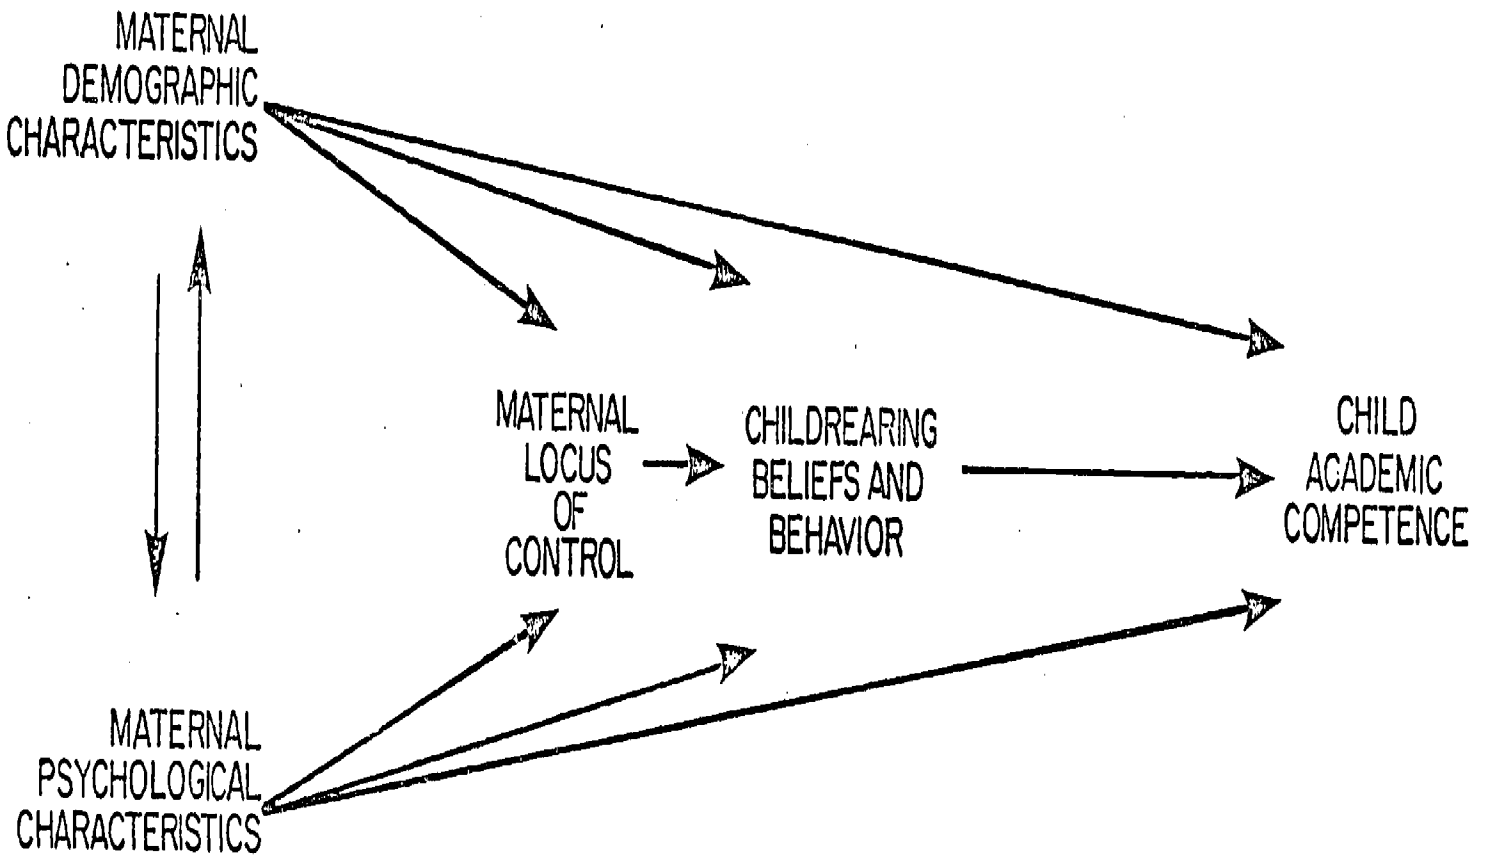 MATERNAL
DEMOGRAPHIC
CHARACTERISTICS
MATERNAL
LOCUS
OF
CONTROL
CHILDREARING
BELIEFS AND
BEHAVIOR
CHILD
ACADEMIC
COMPETENCE
MATERNAL
PSYCHOLOGICAL
CHARACTERISTICS